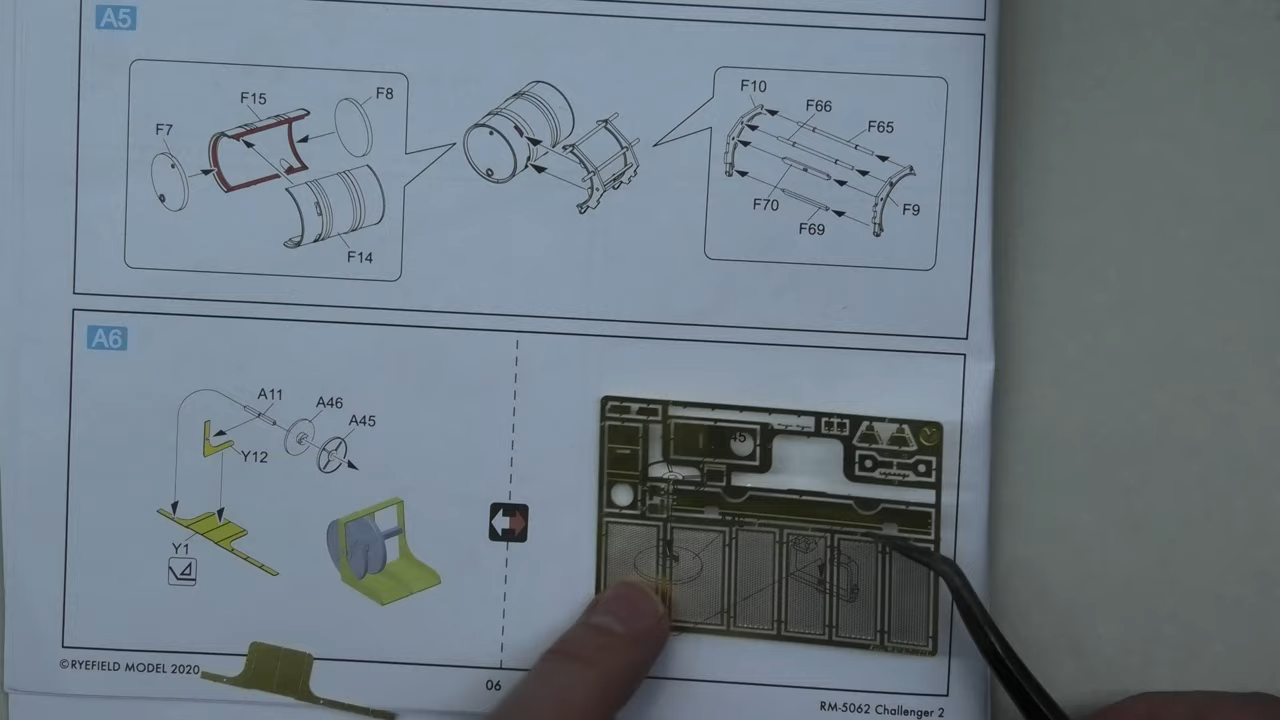 A5
F15
F8
F7
F14
F10
F66
F65
F70
F9
F69
A6
A11
A46
A45
Y12
Y1
45
©RYEFIELD MODEL 2020
06
RM-5062 Challenger 2